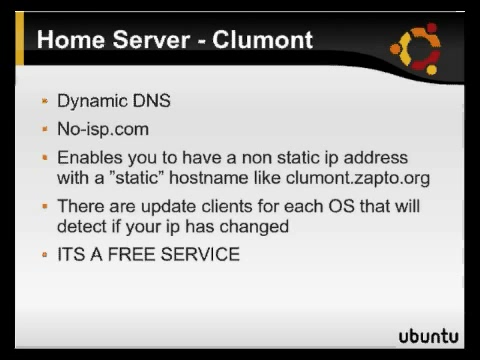 Home Server - Clumont
Dynamic DNS
No-isp.com
Enables you to have a non static ip address
with a ”static” hostname like clumont.zapto.org
There are update clients for each OS that will
detect if your ip has changed
ITS A FREE SERVICE
ubuntu